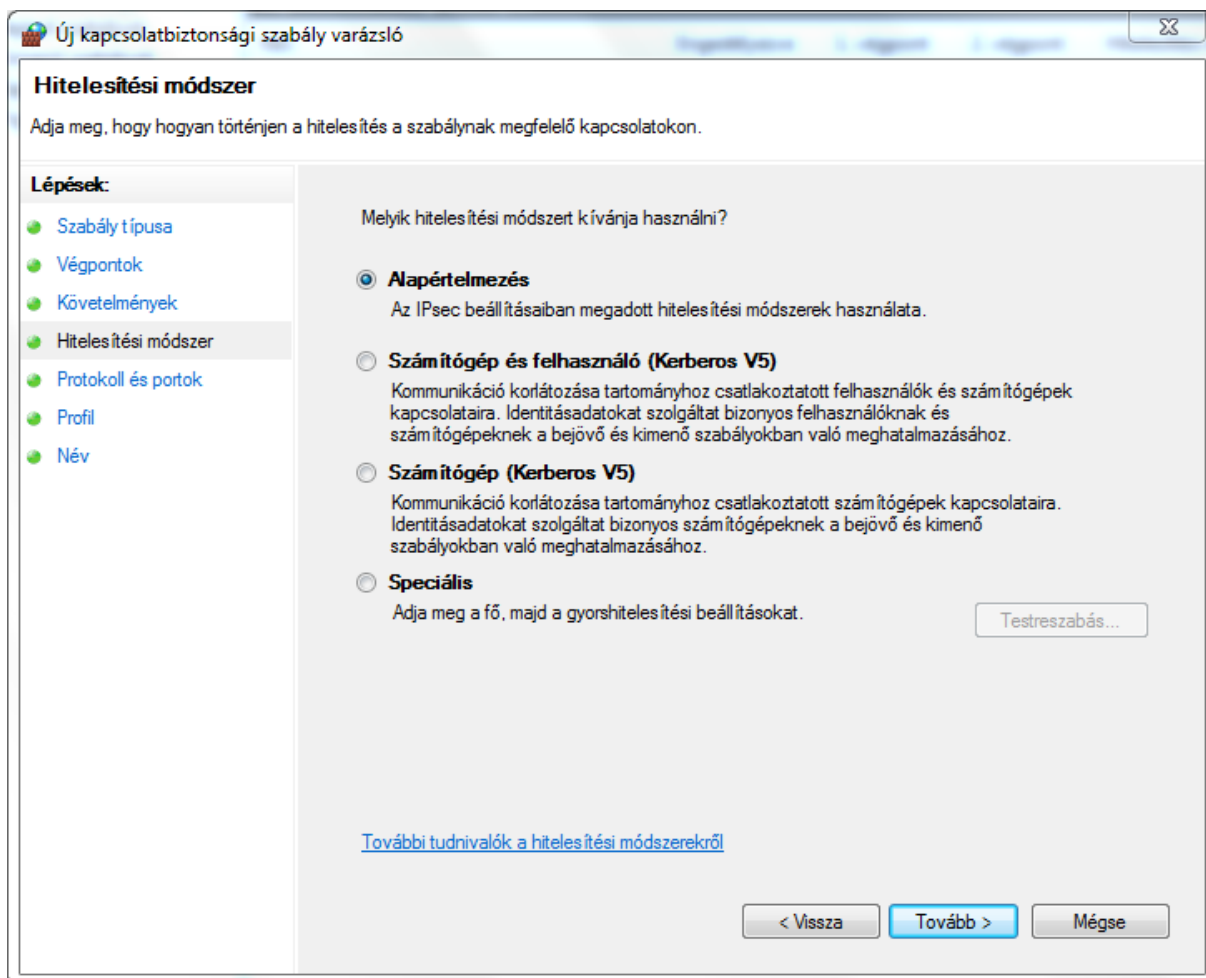 Új kapcsolatbiztonsági szabály varázsló
Hitelesítési módszer
Adja meg, hogy hogyan történjen a hitelesítés a szabálynak megfelelő kapcsolatokon.
Lépések:
Szabály típusa
Végpontok
Követelmények
Hitelesítési módszer
Protokoll és portok
Profil
Név
Melyik hitelesítési módszert kívánja használni?
Alapértelmezés
Az IPsec beállításaiban megadott hitelesítési módszerek használata.
Számítógép és felhasználó (Kerberos V5)
Kommunikáció korlátozása tartományhoz csatlakoztatott felhasználók és számítógépek
kapcsolataira. Identitásadatokat szolgáltat bizonyos felhasználóknak és
számítógépeknek a bejövő és kimenő szabályokban való meghatalmazásához.
Számítógép (Kerberos V5)
Kommunikáció korlátozása tartományhoz csatlakoztatott számítógépek kapcsolataira.
Identitásadatokat szolgáltat bizonyos számítógépeknek a bejövő és kimenő
szabályokban való meghatalmazásához.
Speciális
Adja meg a fő, majd a gyorshitelesítési beállításokat.
Testreszabás...
További tudnivalók a hitelesítési módszerekről
< Vissza
Tovább >
Mégse